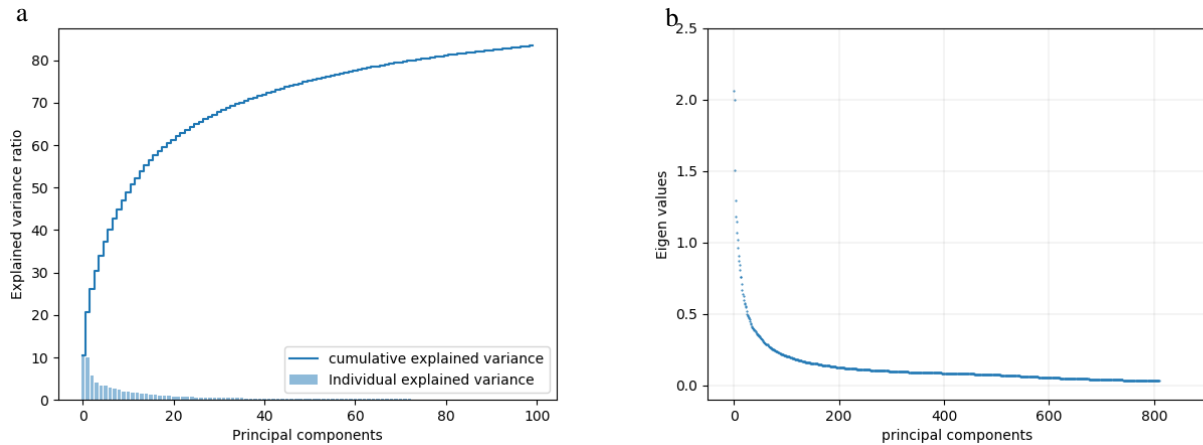 a
80
70
60
50
40
30
20
10
0
Explained variance ratio
cumulative explained variance
Individual explained variance
0 20 40 60 80 100
Principal components
b
2.5
2.0
1.5
1.0
0.5
0.0
Eigen values
0 200 400 600 800
principal components